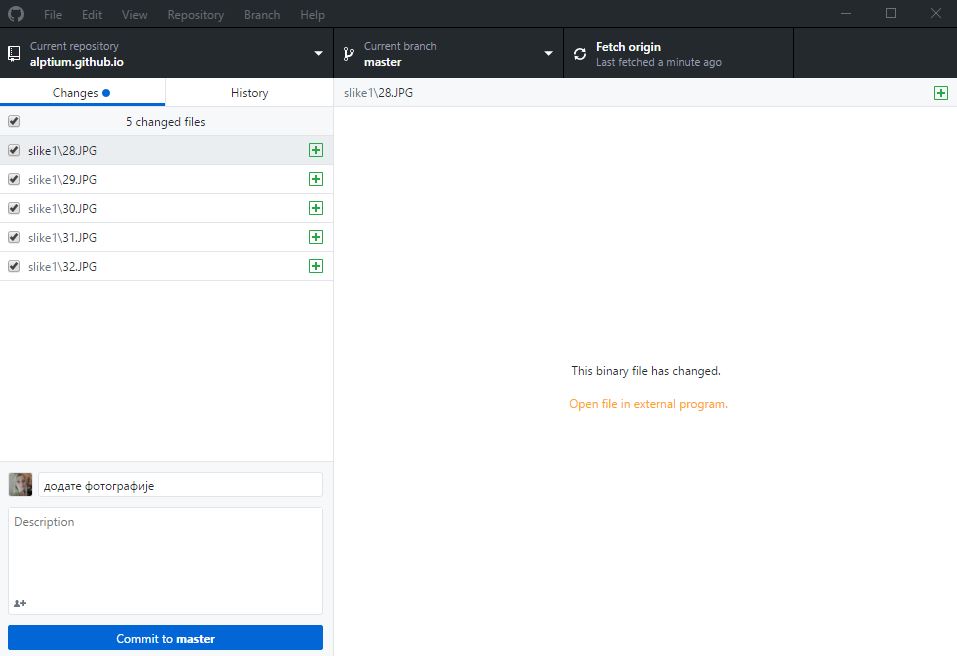 File Edit View Repository Branch Help
Current repository
alptium.github.io
Current branch
master
Fetch origin
Last fetched a minute ago
Changes
History
slike1\28.JPG
5 changed files
slike1\28.JPG
slike1\29.JPG
slike1\30.JPG
slike1\31.JPG
slike1\32.JPG
This binary file has changed.
Open file in external program.
додате фотографије
Description
Commit to master